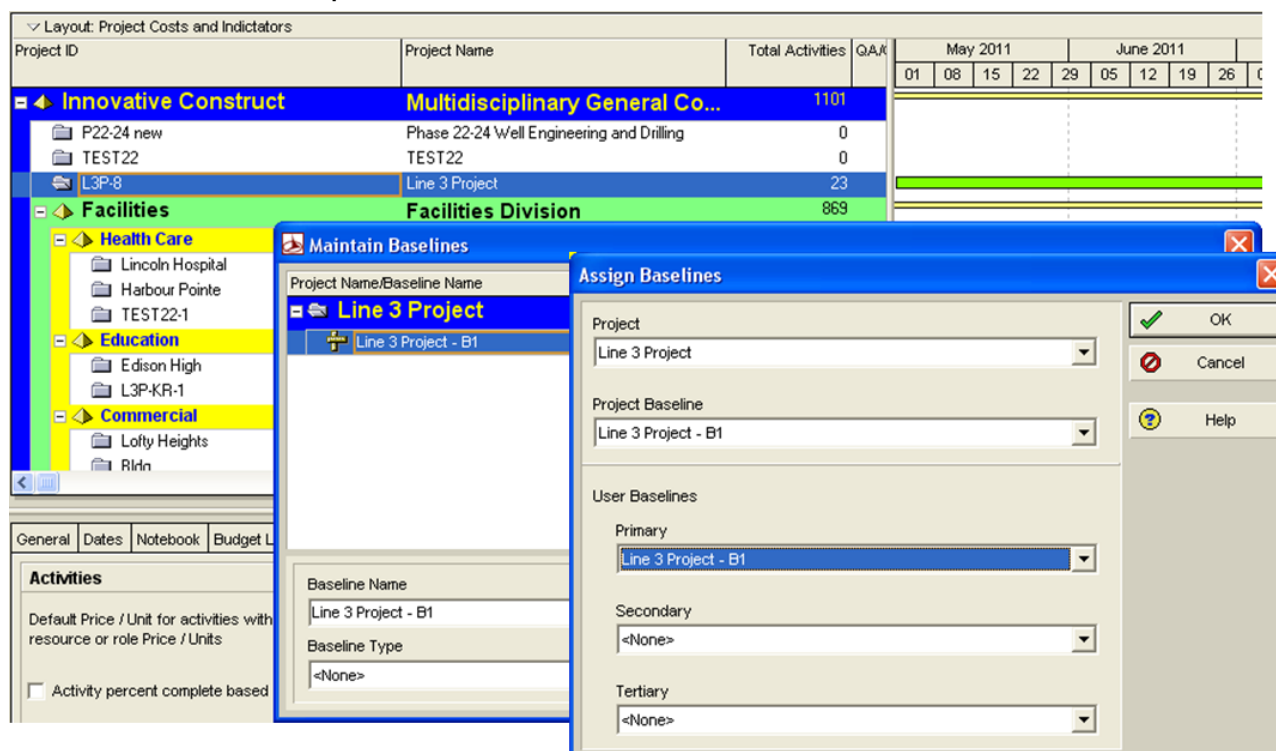 Layout: Project Costs and Indictators
Project ID Project Name Total Activities QA/ May 2011 June 2011
01 08 15 22 29 05 12 19 26
Innovative Construct Multidisciplinary General Co... 1101
P22-24 new Phase 22-24 Well Engineering and Drilling 0
TEST22 TEST22 0
L3P-8 Line 3 Project 23
Facilities Facilities Division 869
Health Care
Lincoln Hospital
Harbour Pointe
TEST22-1
Education
Edison High
L3P-KR-1
Commercial
Lofty Heights
Bldg
General Dates Notebook Budget L
Activities
Default Price / Unit for activities with
resource or role Price / Units
Activity percent complete based
Maintain Baselines
Project Name/Baseline Name
Line 3 Project
Line 3 Project - B1
Baseline Name
Line 3 Project - B1
Baseline Type
<None>
Assign Baselines
Project
Line 3 Project
Project Baseline
Line 3 Project - B1
User Baselines
Primary
Line 3 Project - B1
Secondary
<None>
Tertiary
<None>
OK
Cancel
Help